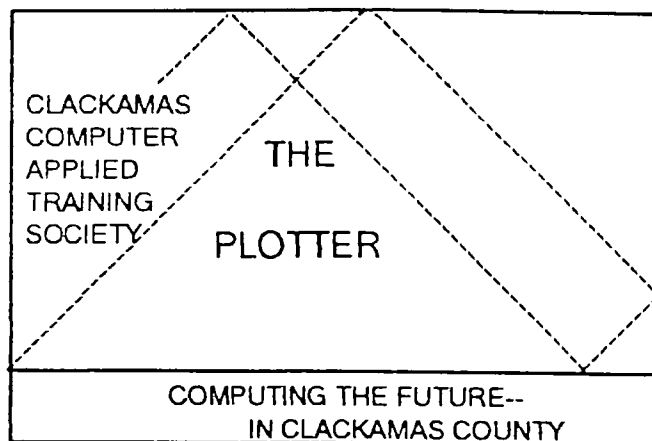 CLACKAMAS
COMPUTER
APPLIED
TRAINING
SOCIETY
THE
PLOTTER
COMPUTING THE FUTURE--
IN CLACKAMAS COUNTY